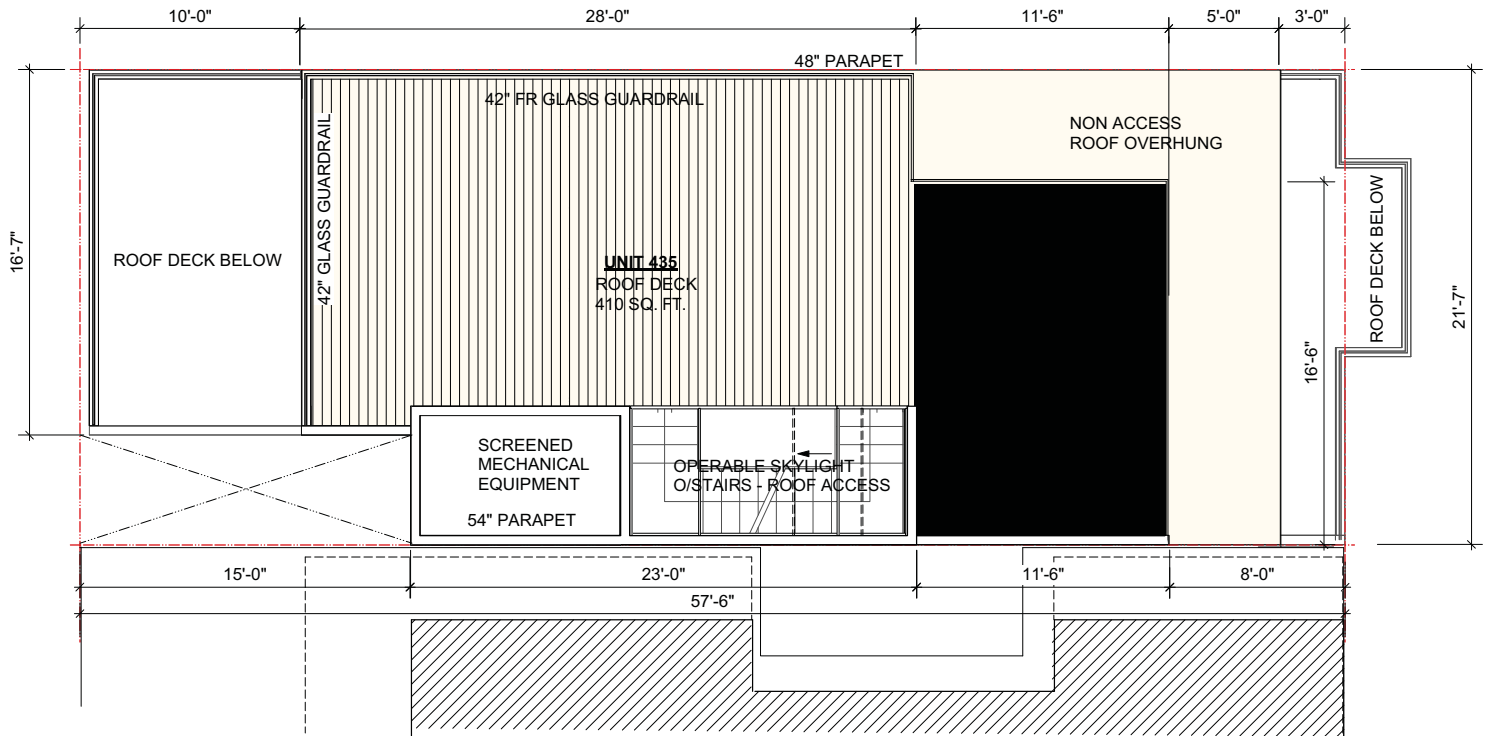 10'-0"
28'-0"
11'-6"
5'-0"
3'-0"
48" PARAPET
42" FR GLASS GUARDRAIL
42" GLASS GUARDRAIL
NON ACCESS
ROOF OVERHUNG
16'-7"
ROOF DECK BELOW
UNIT 435
ROOF DECK
410 SQ. FT.
ROOF DECK BELOW
21'-7"
16'-6"
SCREENED
MECHANICAL
EQUIPMENT
54" PARAPET
OPERABLE SKYLIGHT
O/STAIRS - ROOF ACCESS
15'-0"
23'-0"
11'-6"
8'-0"
57'-6"